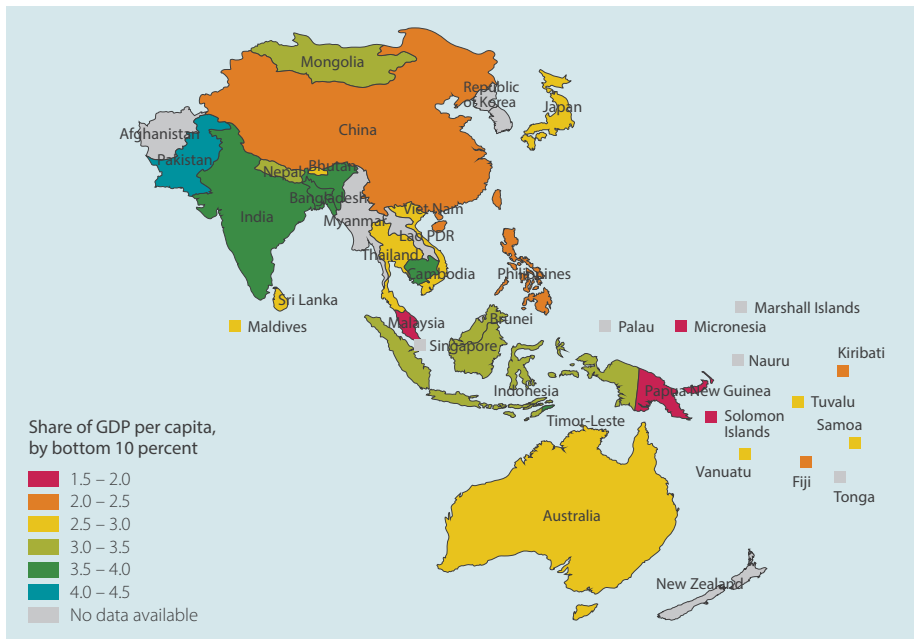 Mongolia
Republic
of Korea
Japan
China
Afghanistan
Pakistan
Nepal
Bhutan
Bangladesh
India
Myanmar
Viet Nam
Lao PDR
Thailand
Cambodia
Philippines
Sri Lanka
Maldives
Malaysia
Brunei
Singapore
Palau
Micronesia
Marshall Islands
Nauru
Kiribati
Indonesia
Papua New Guinea
Timor-Leste
Solomon
Islands
Tuvalu
Samoa
Vanuatu
Fiji
Tonga
Australia
New Zealand
Share of GDP per capita,
by bottom 10 percent
1.5 – 2.0
2.0 – 2.5
2.5 – 3.0
3.0 – 3.5
3.5 – 4.0
4.0 – 4.5
No data available